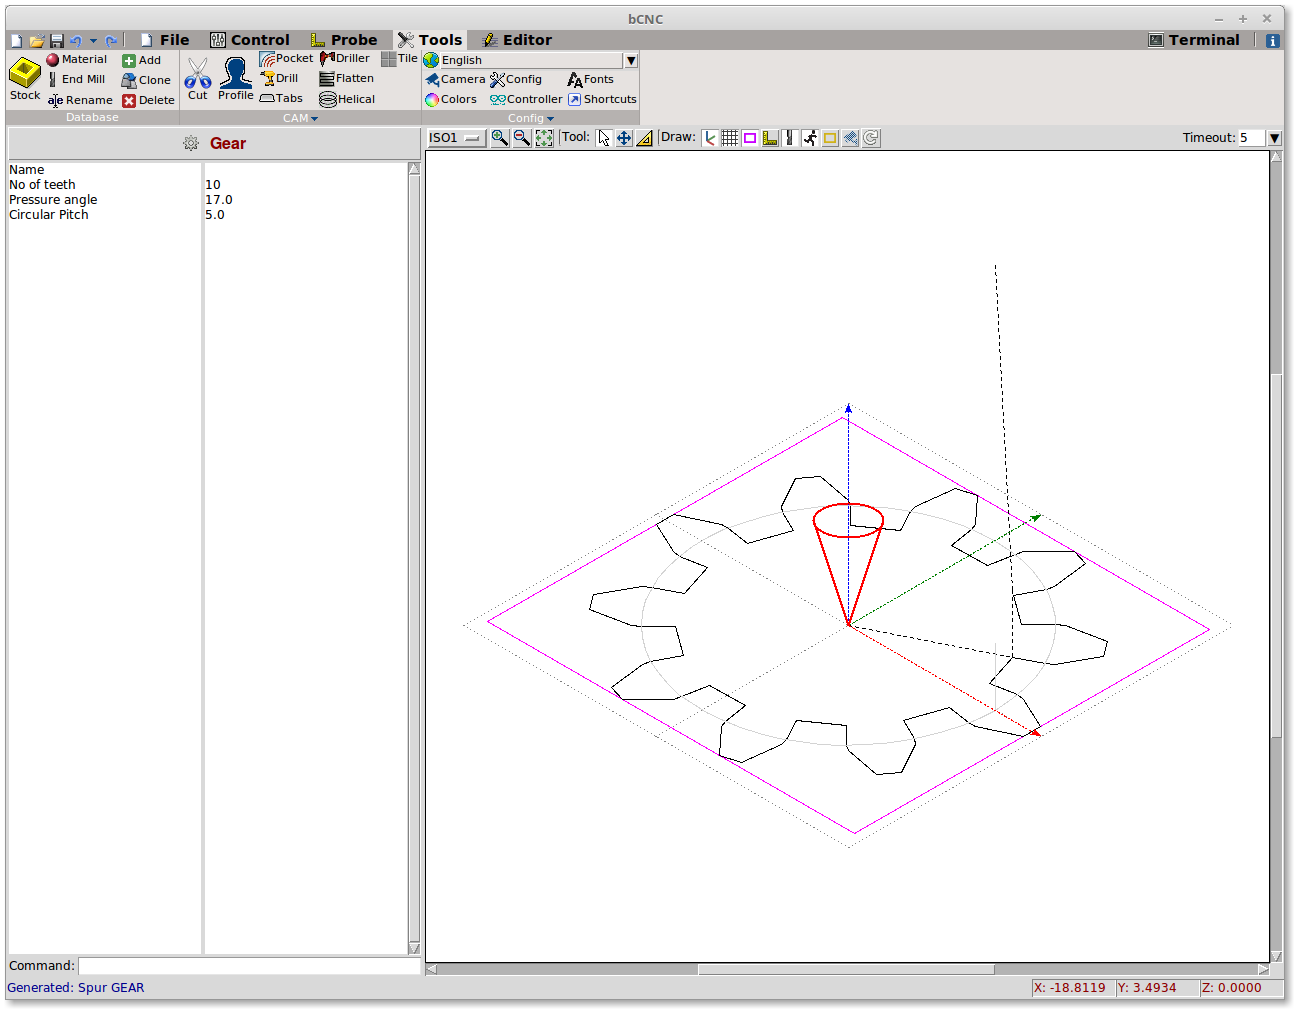 bCNC
File Control Probe Tools Editor Terminal
Stock Material End Mill Rename Add Clone Delete
Database
Cut Profile Pocket Drill Tabs Driller Flatten Helical Tile
CAM
English
Camera Config Fonts
Colors Controller Shortcuts
Config
Gear
ISO1 Tool: Draw: Timeout: 5
Name
No of teeth 10
Pressure angle 17.0
Circular Pitch 5.0
Command:
Generated: Spur GEAR
X: -18.8119 Y: 3.4934 Z: 0.0000